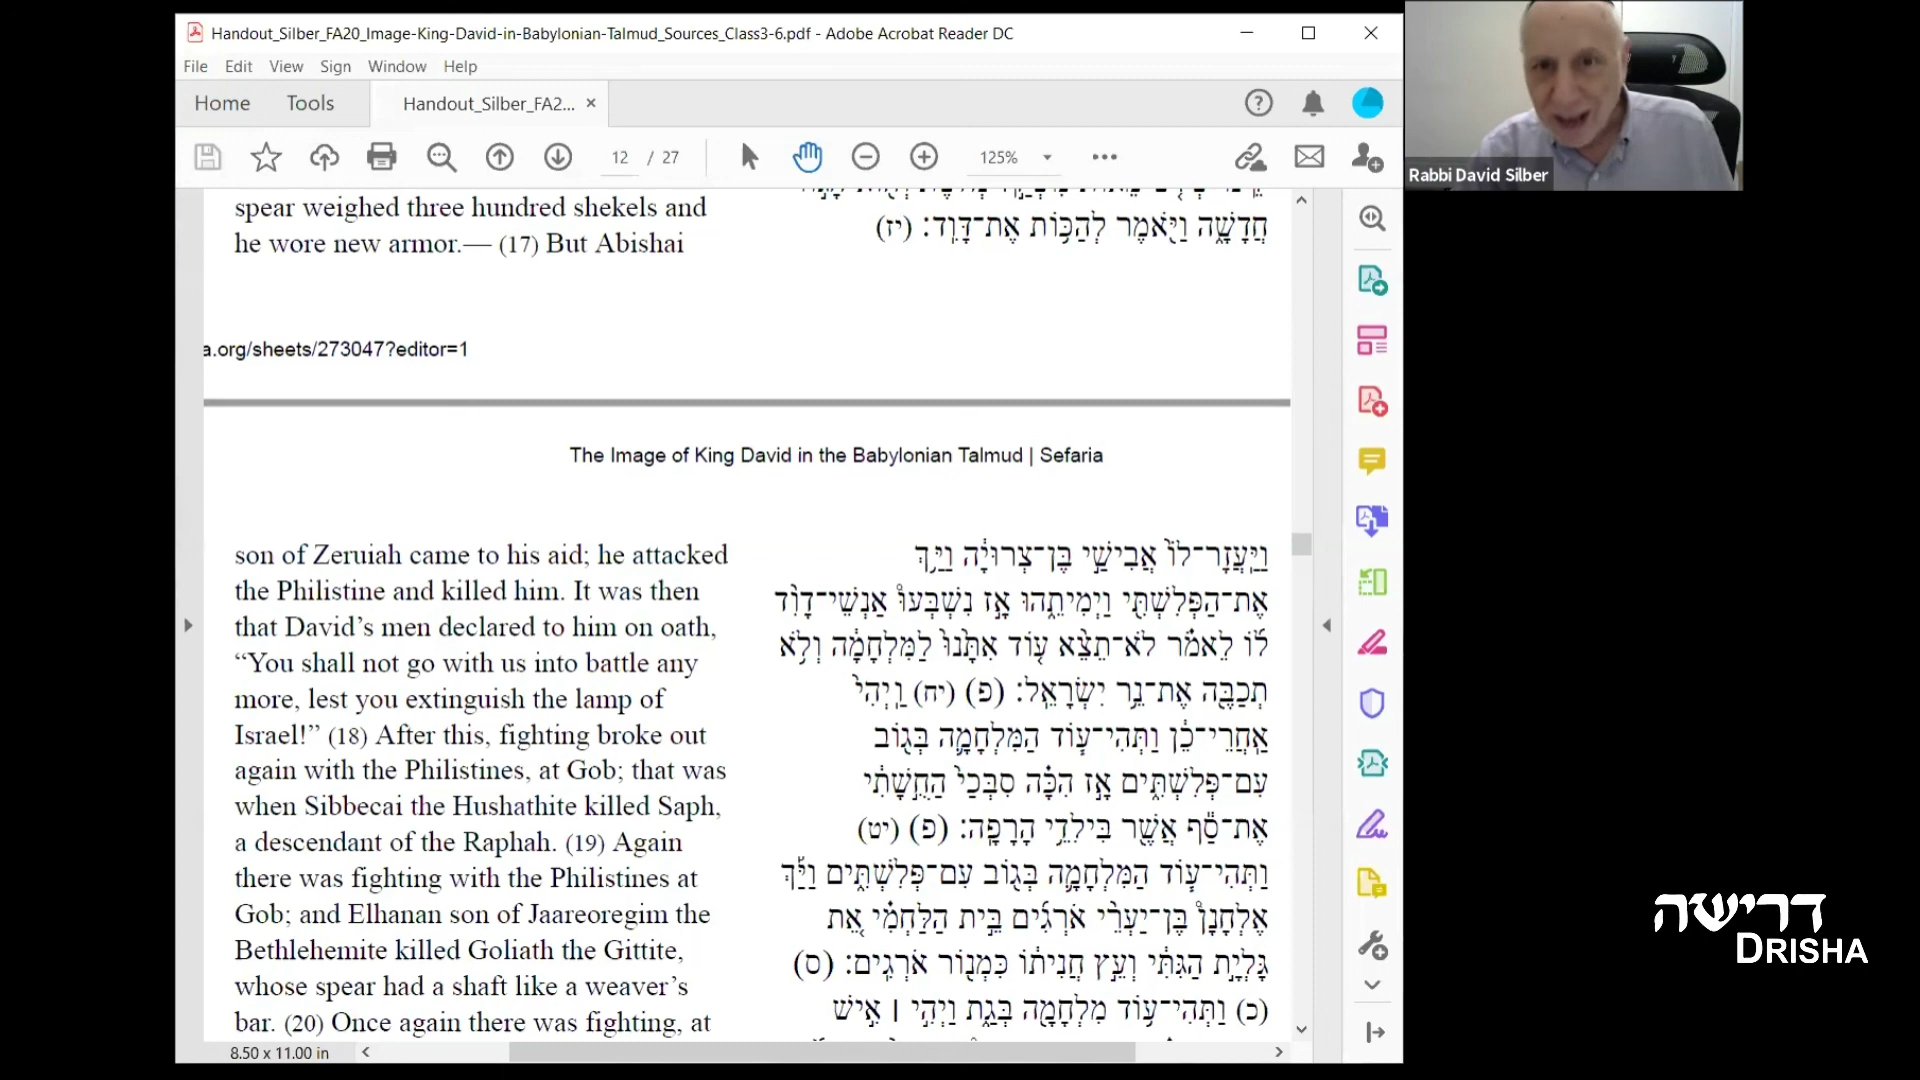 Handout_Silber_FA20_Image-King-David-in-Babylonian-Talmud_Sources_Class3-6.pdf - Adobe Acrobat Reader DC
File Edit View Sign Window Help
Home Tools Handout_Silber_FA2... ×
12 / 27 125%
Rabbi David Silber
spear weighed three hundred shekels and
he wore new armor.— (17) But Abishai
חֲדָשָׁ֑ה וַיֹּ֖אמֶר לְהַכּ֥וֹת אֶת־דָּוִֽד׃ (יז)
a.org/sheets/273047?editor=1
The Image of King David in the Babylonian Talmud | Sefaria
son of Zeruiah came to his aid; he attacked
the Philistine and killed him. It was then
that David’s men declared to him on oath,
“You shall not go with us into battle any
more, lest you extinguish the lamp of
Israel!” (18) After this, fighting broke out
again with the Philistines, at Gob; that was
when Sibbecai the Hushathite killed Saph,
a descendant of the Raphah. (19) Again
there was fighting with the Philistines at
Gob; and Elhanan son of Jaareoregim the
Bethlehemite killed Goliath the Gittite,
whose spear had a shaft like a weaver’s
bar. (20) Once again there was fighting, at
וַיַּֽעֲזׇר־לוֹ֙ אֲבִישַׁ֣י בֶּן־צְרוּיָ֔ה וַיַּ֥ךְ
אֶת־הַפְּלִשְׁתִּ֖י וַיְמִיתֵ֑הוּ אָ֣ז נִשְׁבְּעוּ֩ אַנְשֵׁי־דָוִ֨ד
ל֜וֹ לֵאמֹ֗ר לֹא־תֵצֵ֨א ע֤וֹד אִתָּ֙נוּ֙ לַמִּלְחָמָ֔ה וְלֹ֥א
תְכַבֶּ֖ה אֶת־נֵ֥ר יִשְׂרָאֵֽל׃ (פ) (יח) וַֽיְהִי֙
אַֽחֲרֵי־כֵ֔ן וַתְּהִי־ע֧וֹד הַמִּלְחָמָ֛ה בְּג֖וֹב
עִם־פְּלִשְׁתִּ֑ים אָ֣ז הִכָּ֗ה סִבְּכַי֙ הַחֻ֣שָׁתִ֔י
אֶת־סַ֕ף אֲשֶׁ֖ר בִּילִדֵ֥י הָרָפָֽה׃ (פ) (יט)
וַתְּהִי־ע֧וֹד הַמִּלְחָמָ֛ה בְּג֖וֹב עִם־פְּלִשְׁתִּ֑ים וַיַּ֡ךְ
אֶלְחָנָן֩ בֶּן־יַעְרֵ֨י אֹרְגִ֜ים בֵּ֣ית הַלַּחְמִ֗י אֵ֚ת
גׇּלְיָ֣ת הַגִּתִּ֔י וְעֵ֣ץ חֲנִית֔וֹ כִּמְנ֖וֹר אֹרְגִֽים׃ (ס)
(כ) וַתְּהִי־ע֥וֹד מִלְחָמָ֖ה בְּגַ֑ת וַיְהִ֣י ׀ אִ֣ישׁ
8.50 x 11.00 in
דרישה
DRISHA